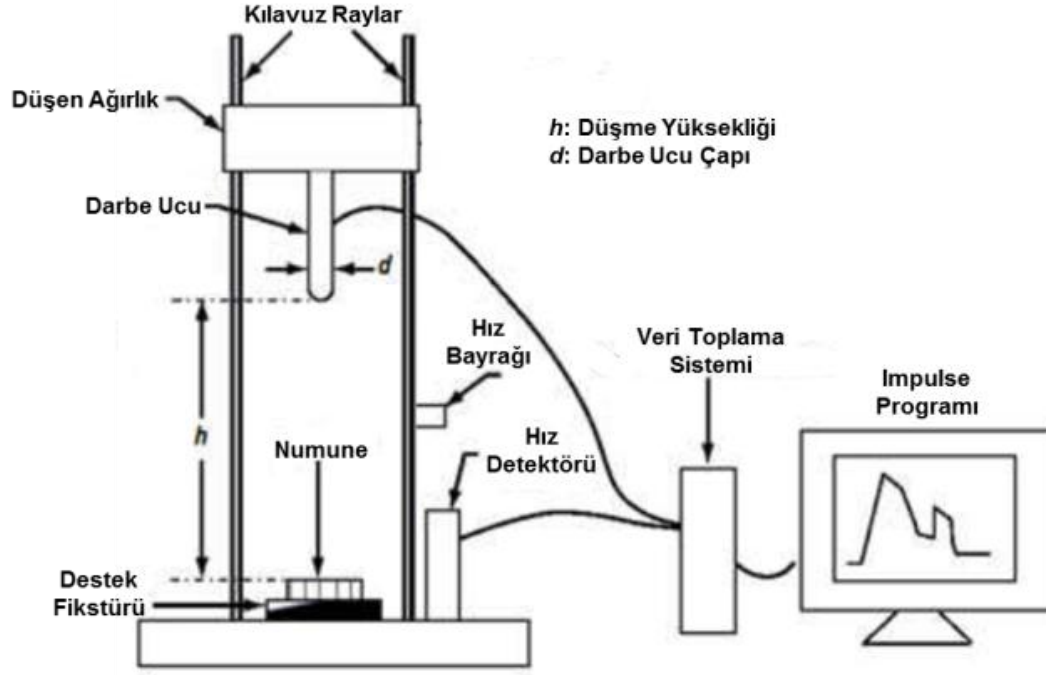 Kılavuz Raylar
Düşen Ağırlık
h: Düşme Yüksekliği
d: Darbe Ucu Çapı
Darbe Ucu
d
Hız
Bayrağı
Veri Toplama
Sistemi
Impulse
Programı
h
Numune
Hız
Detektörü
Destek
Fikstürü